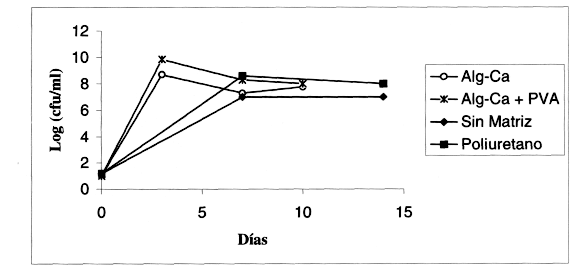 12
10
8
6
4
2
0
Log (cfu/ml)
0
5
10
15
Días
Alg-Ca
Alg-Ca + PVA
Sin Matriz
Poliuretano